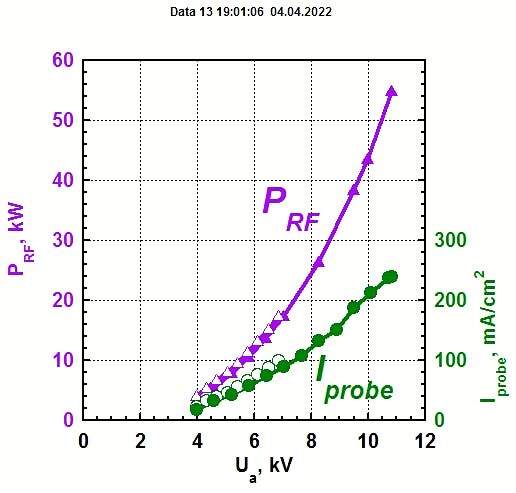 Data 13 19:01:06 04.04.2022
60
50
40
30
20
10
0
P_RF, kW
P_RF
I_probe
300
200
100
0
I_probe, mA/cm²
0 2 4 6 8 10 12
U_a, kV